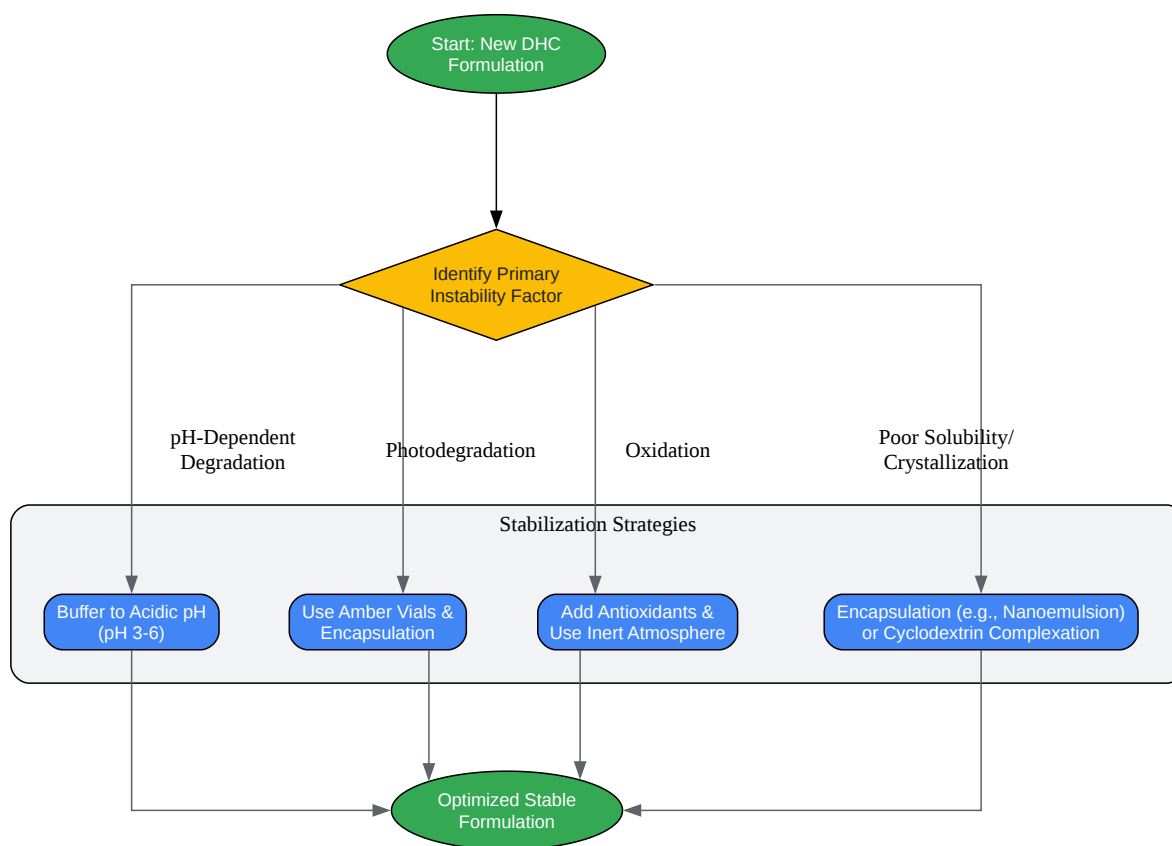 Start: New DHC
Formulation
Identify Primary
Instability Factor
pH-Dependent
Degradation
Photodegradation
Oxidation
Poor Solubility/
Crystallization
Stabilization Strategies
Buffer to Acidic pH
(pH 3-6)
Use Amber Vials &
Encapsulation
Add Antioxidants &
Use Inert Atmosphere
Encapsulation (e.g., Nanoemulsion)
or Cyclodextrin Complexation
Optimized Stable
Formulation